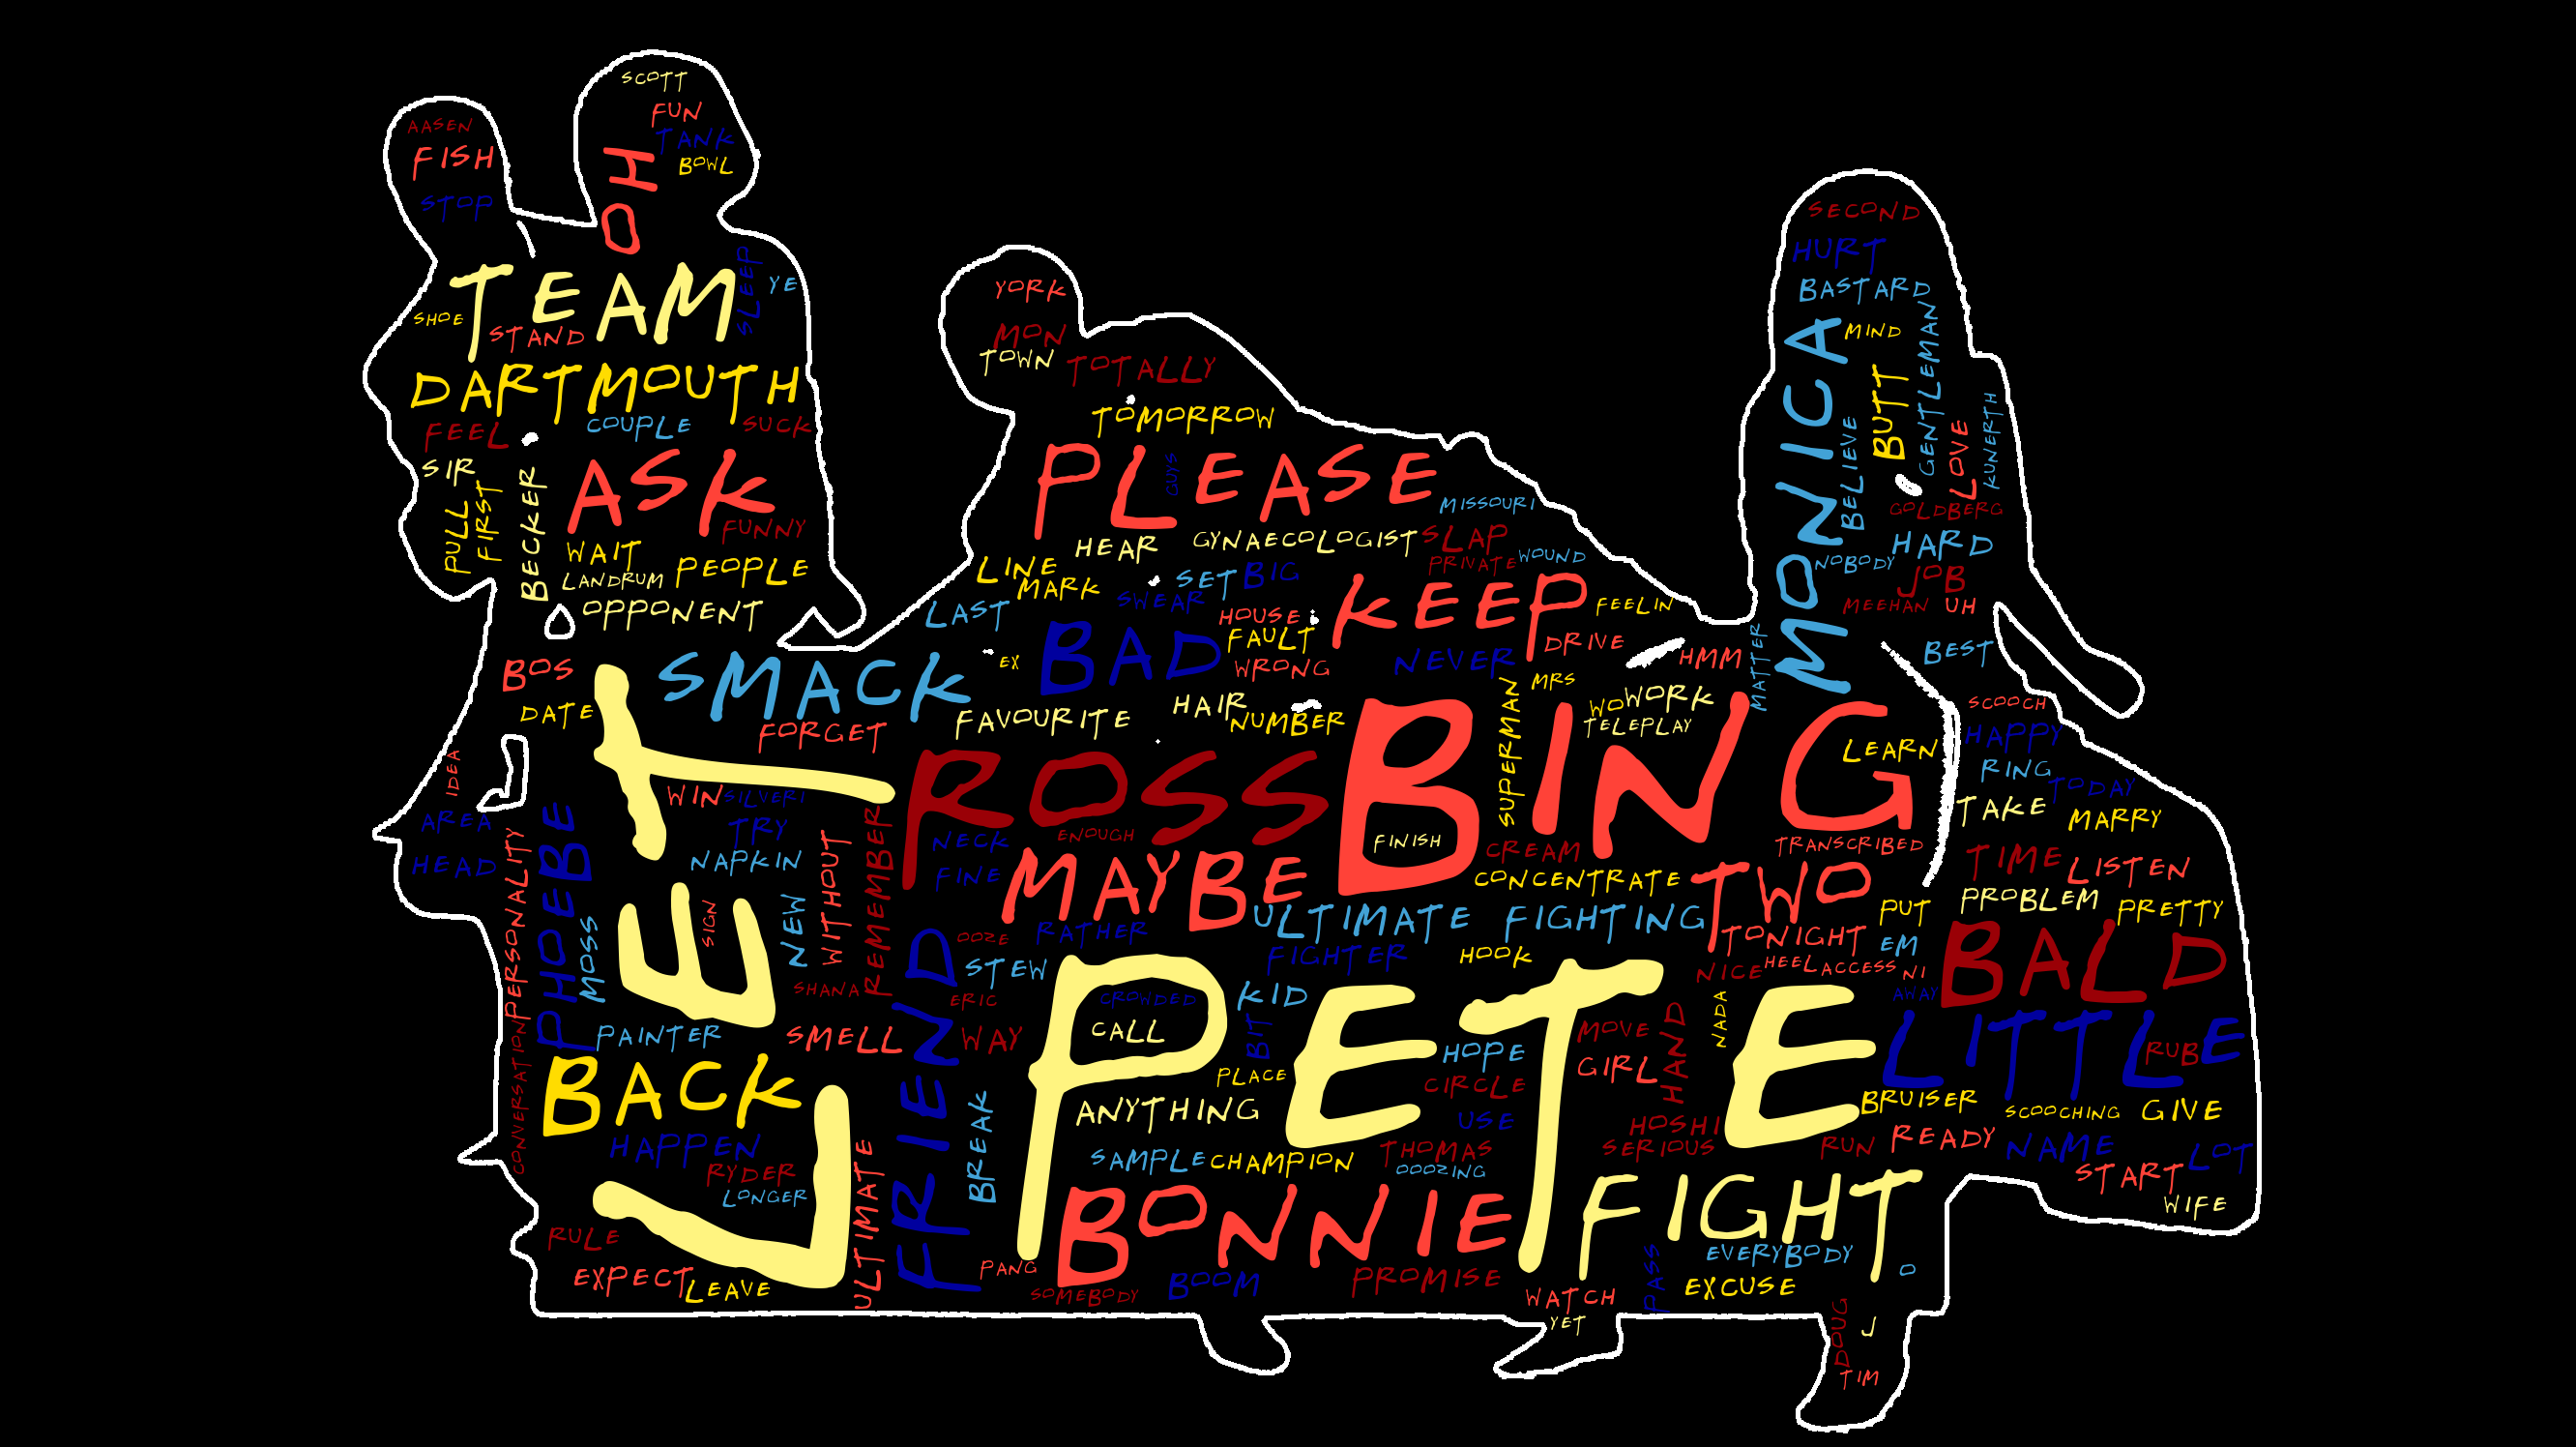 SCOTT
FUN
AASEN
TANK
FISH
BOWL
OH
STOP
TEAM
SLEEP
YE
SHOE
STAND
DARTMOUTH
FEEL
COUPLE
SUCK
SIR
ASK
PULL
FIRST
BECKER
FUNNY
WAIT
PEOPLE
LANDRUM
OPPONENT
YORK
MON
TOWN
TOTALLY
TOMORROW
PLEASE
GUYS
MISSOURI
HEAR
GYNAECOLOGIST
SLAP
PRIVATE
WOUND
LINE
MARK
SET
BIG
SWEAR
KEEP
FEELIN
LAST
HOUSE
FAULT
BAD
DRIVE
EX
WRONG
NEVER
HMM
SECOND
HURT
BASTARD
MONICA
MIND
GENTLEMAN
BUTT
BELIEVE
LOVE
KUNERTH
GOLDBERG
HARD
NOBODY
JOB
MEEHAN
UH
MATTER
BEST
BOS
SMACK
DATE
FORGET
FAVOURITE
HAIR
NUMBER
MRS
SUPERMAN
WO
WORK
TELEPLAY
SCOOCH
HAPPY
LEARN
RING
TODAY
TAKE
MARRY
IDEA
AREA
HEAD
PERSONALITY
PHOEBE
MOSS
WIN
SILVERI
TRY
NAPKIN
ROSS
BING
NECK
ENOUGH
FINISH
CREAM
TRANSCRIBED
TIME
LISTEN
FINE
MAYBE
CONCENTRATE
TWO
PROBLEM
PRETTY
PUT
JET
SIGN
NEW
WITHOUT
REMEMBER
SHANA
OOZE
RATHER
ULTIMATE FIGHTING
TONIGHT
EM
BALD
STEW
FIGHTER
HOOK
NICE
HEELACCESS
NI
AWAY
ERIC
CROWDED
KID
PETE
NADA
CONVERSATION
PAINTER
SMELL
WAY
CALL
BIT
HOPE
MOVE
GIRL
HAND
LITTLE
RUB
BACK
FRIEND
PLACE
CIRCLE
BREAK
ANYTHING
USE
HOSHI
BRUISER
SCOOCHING
GIVE
HAPPEN
ULTIMATE
SAMPLE
CHAMPION
THOMAS
OOOZING
SERIOUS
RUN
READY
NAME
LOT
RYDER
LONGER
START
WIFE
BONNIE
FIGHT
RULE
EXPECT
LEAVE
PANG
SOMEBODY
BOOM
PROMISE
WATCH
PASS
EVERYBODY
EXCUSE
O
YET
DOUG
J
TIM